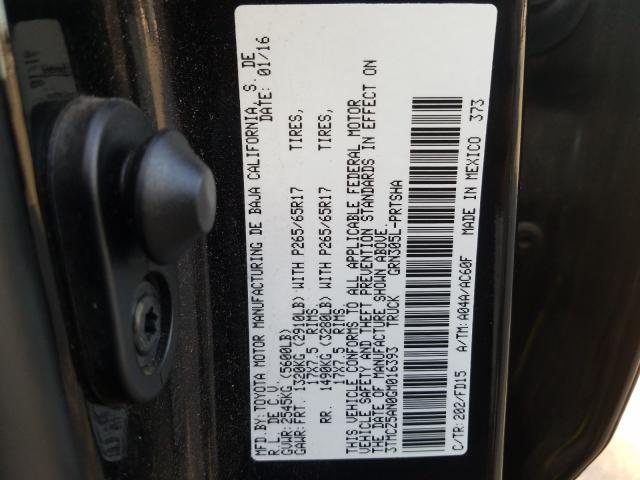 MFD.BY: TOYOTA MOTOR MANUFACTURING DE BAJA CALIFORNIA, S. DE
R.L. DE C.V. DATE: 01/16
GVWR: 2545KG (5600LB)
GAWR: FRT. 1320KG (2910LB) WITH P265/65R17 TIRES,
17X7.5 RIMS
RR. 1490KG (3280LB) WITH P265/65R17 TIRES,
17X7.5 RIMS
THIS VEHICLE CONFORMS TO ALL APPLICABLE FEDERAL MOTOR
VEHICLE SAFETY AND THEFT PREVENTION STANDARDS IN EFFECT ON
THE DATE OF MANUFACTURE SHOWN ABOVE.
3TMCZ5AN0GM016393 TRUCK GRN305L-PRTSHA
C/TR: 202/FD15 A/TM: A04A/AC60F MADE IN MEXICO 373